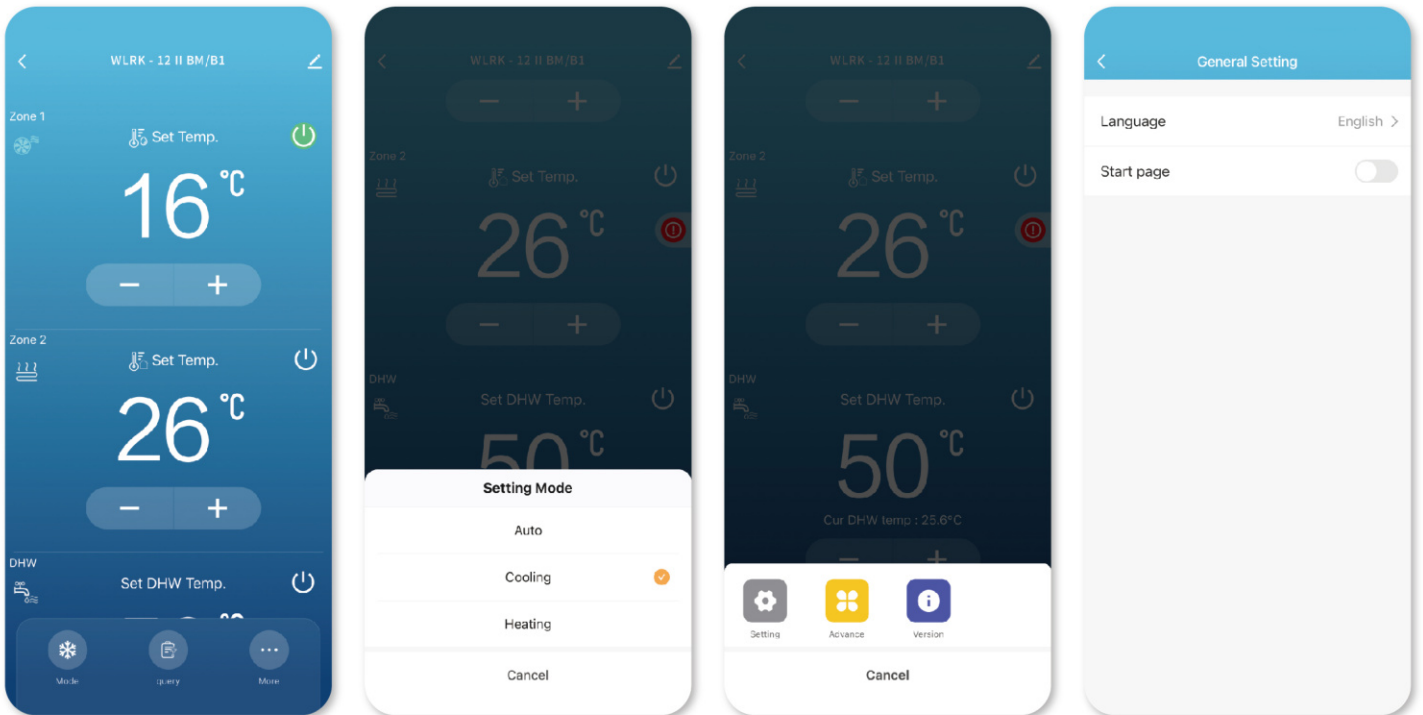 WLRK - 12 II BM/B1
Zone 1
Set Temp.
16 °C
− +
Zone 2
Set Temp.
26 °C
− +
DHW
Set DHW Temp.
Mode
query
More
WLRK - 12 II BM/B1
− +
Zone 2
Set Temp.
26 °C
− +
DHW
Set DHW Temp.
50 °C
Setting Mode
Auto
Cooling
Heating
Cancel
WLRK - 12 II BM/B1
− +
Zone 2
Set Temp.
26 °C
− +
DHW
Set DHW Temp.
50 °C
Cur DHW temp : 25.6°C
− +
Setting
Advance
Version
Cancel
General Setting
Language English >
Start page